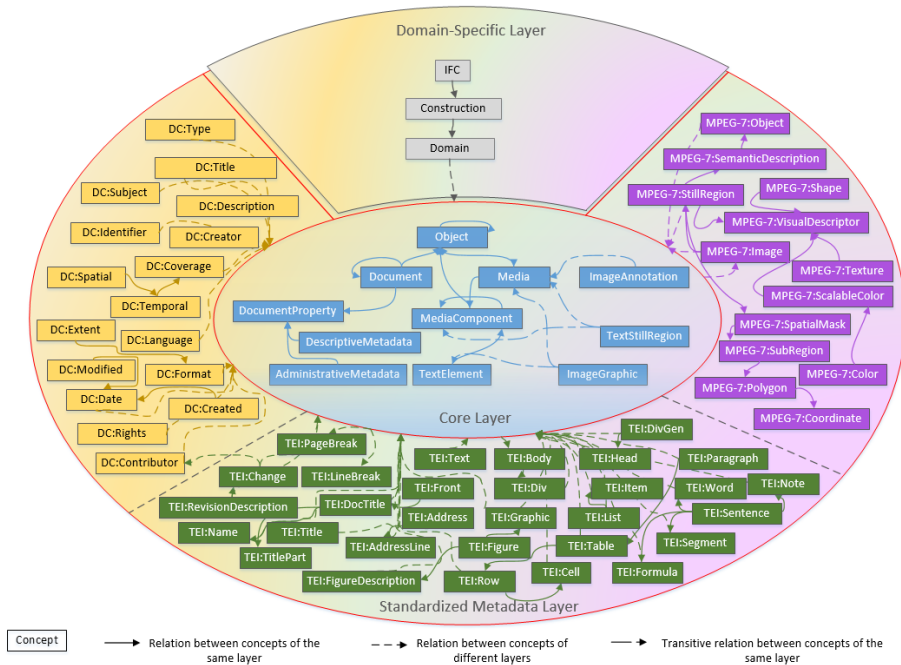 Domain-Specific Layer
IFC
Construction
Domain
DC:Type
DC:Title
DC:Subject
DC:Description
DC:Identifier
DC:Creator
DC:Coverage
DC:Spatial
DC:Temporal
DC:Extent
DC:Language
DC:Modified
DC:Format
DC:Date
DC:Created
DC:Rights
DC:Contributor
Object
Document
Media
ImageAnnotation
DocumentProperty
MediaComponent
DescriptiveMetadata
TextStillRegion
AdministrativeMetadata
TextElement
ImageGraphic
Core Layer
MPEG-7:Object
MPEG-7:SemanticDescription
MPEG-7:StillRegion
MPEG-7:Shape
MPEG-7:VisualDescriptor
MPEG-7:Image
MPEG-7:Texture
MPEG-7:ScalableColor
MPEG-7:SpatialMask
MPEG-7:SubRegion
MPEG-7:Color
MPEG-7:Polygon
MPEG-7:Coordinate
TEI:PageBreak
TEI:DivGen
TEI:Text
TEI:Body
TEI:Head
TEI:Paragraph
TEI:Change
TEI:LineBreak
TEI:Front
TEI:Div
TEI:Item
TEI:Word
TEI:Note
TEI:RevisionDescription
TEI:DocTitle
TEI:Address
TEI:Graphic
TEI:List
TEI:Sentence
TEI:Name
TEI:Title
TEI:AddressLine
TEI:Figure
TEI:Table
TEI:Segment
TEI:TitlePart
TEI:FigureDescription
TEI:Row
TEI:Cell
TEI:Formula
Standardized Metadata Layer
Concept
Relation between concepts of the
same layer
Relation between concepts of
different layers
Transitive relation between concepts of the
same layer